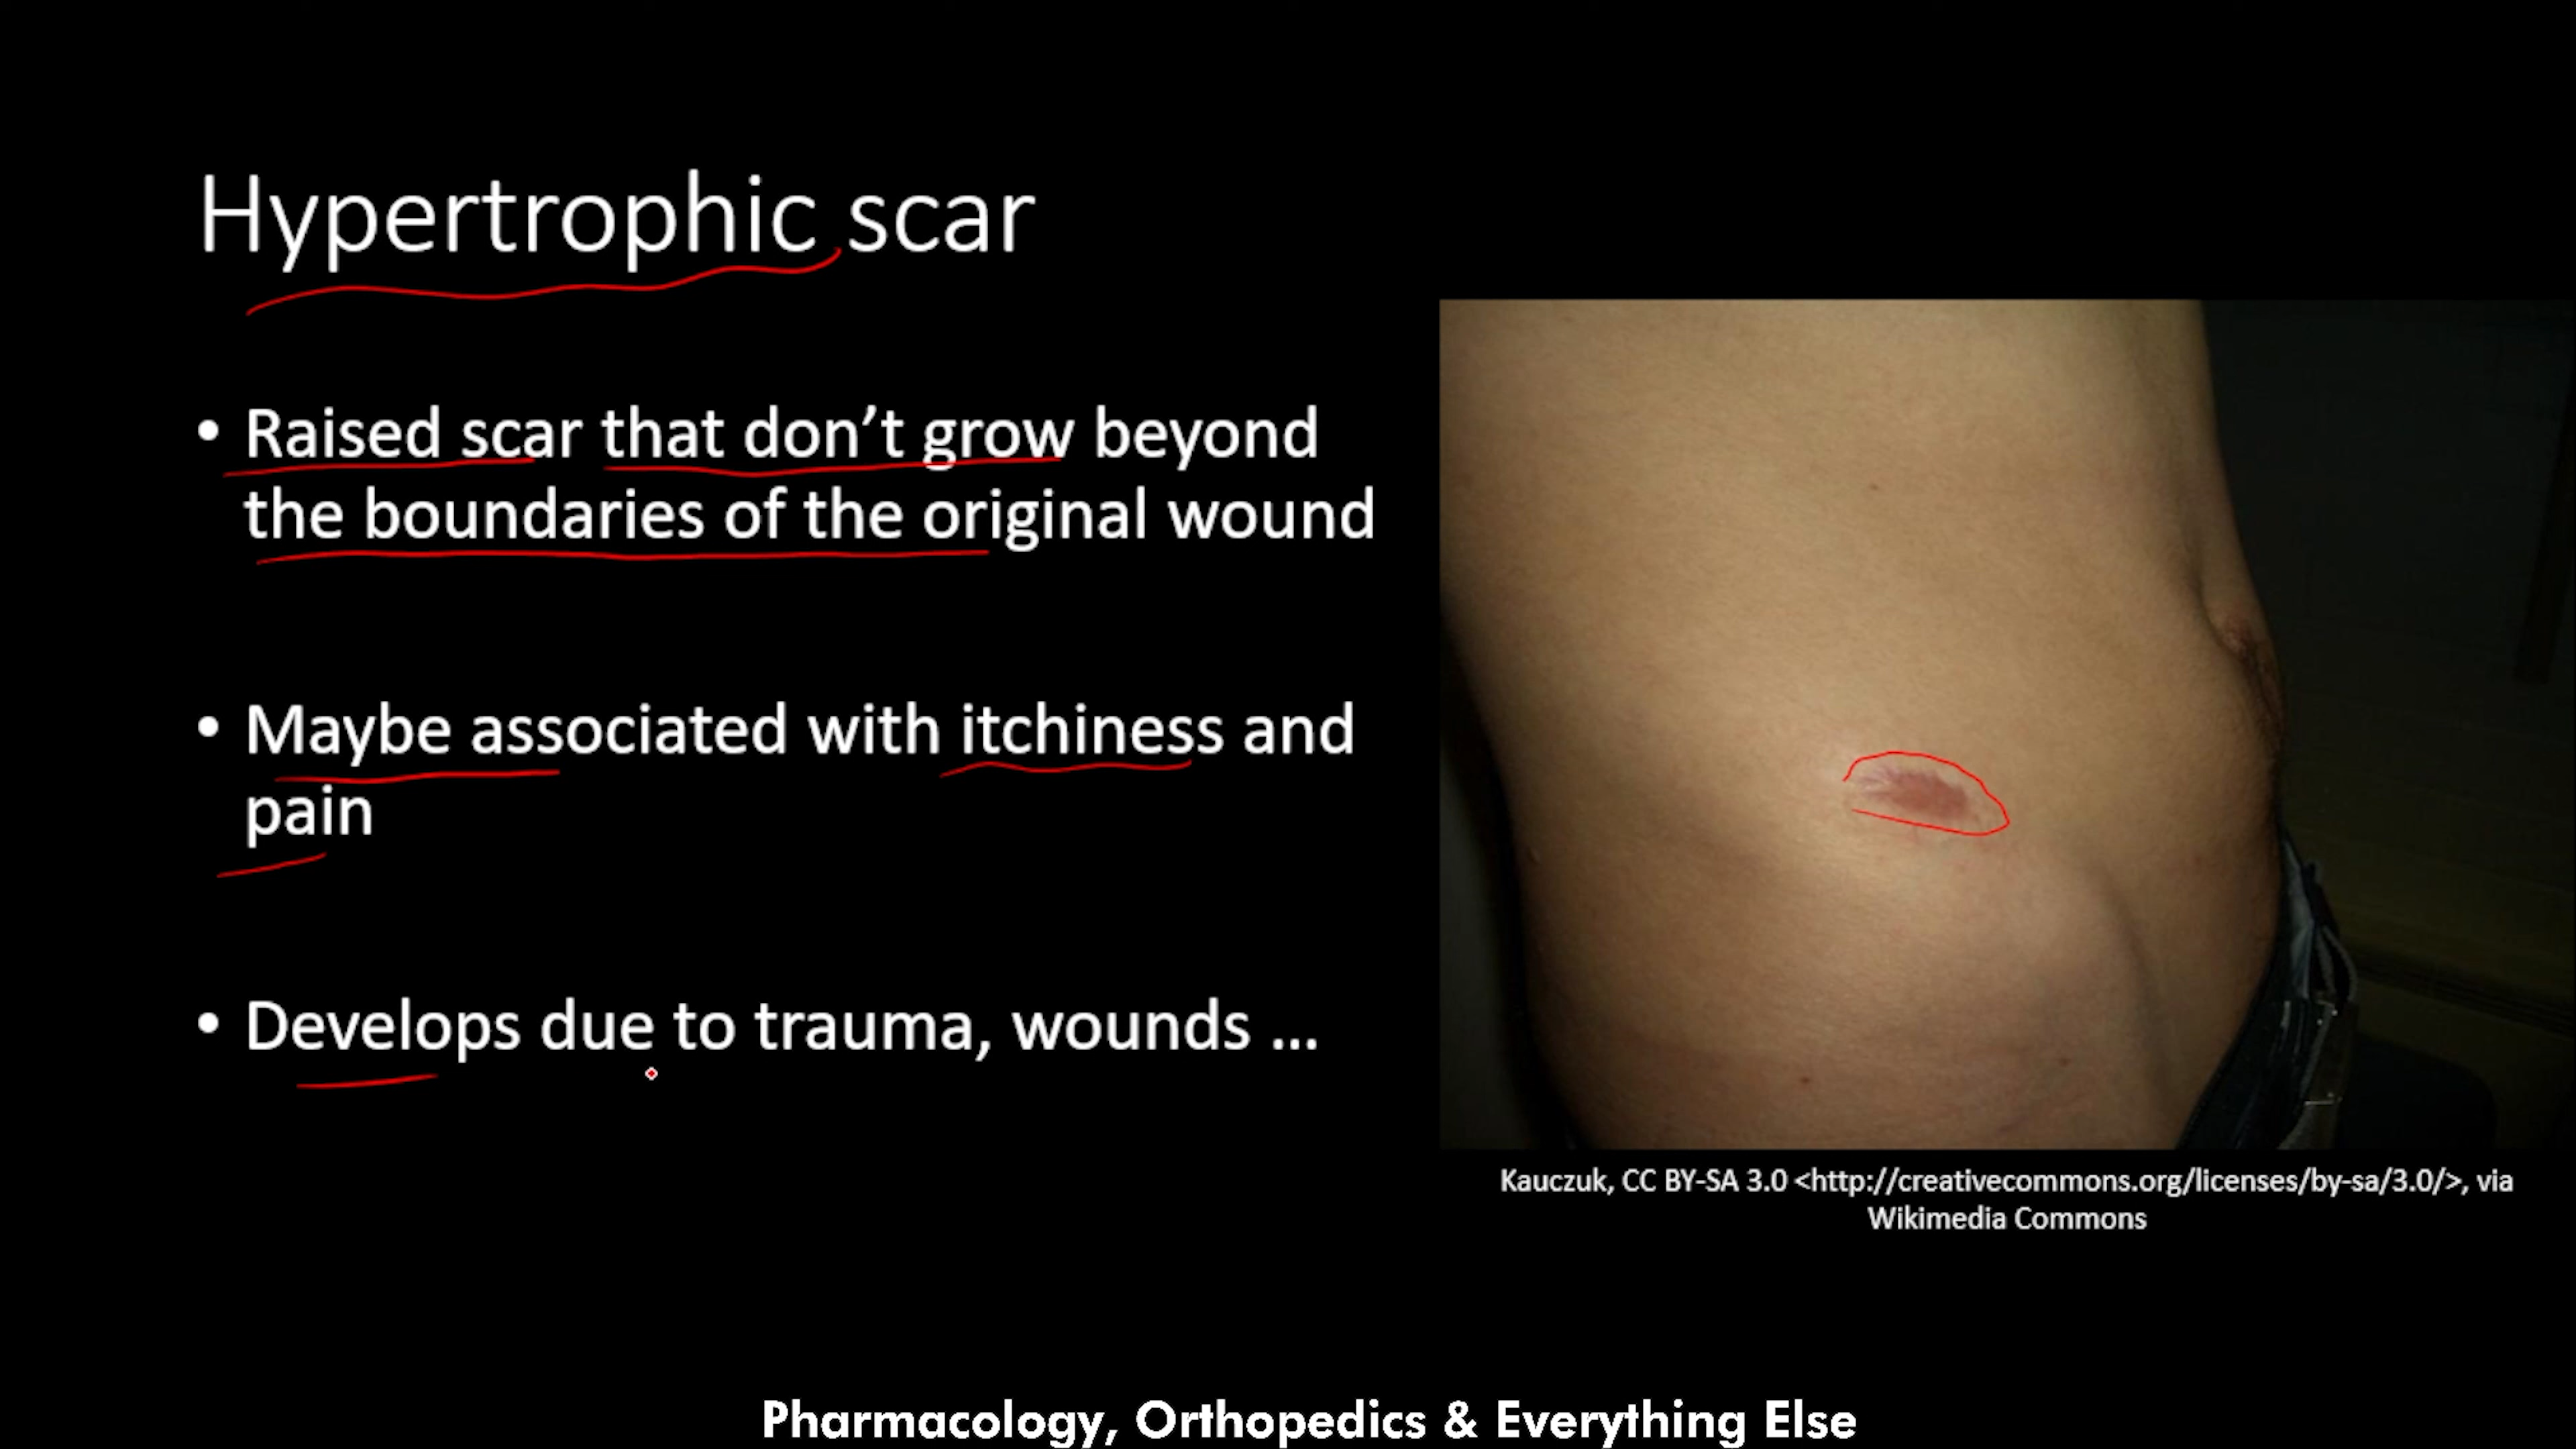 Hypertrophic scar
• Raised scar that don’t grow beyond
the boundaries of the original wound
• Maybe associated with itchiness and
pain
• Develops due to trauma, wounds ...
Kauczuk, CC BY-SA 3.0 <http://creativecommons.org/licenses/by-sa/3.0/>, via
Wikimedia Commons
Pharmacology, Orthopedics & Everything Else